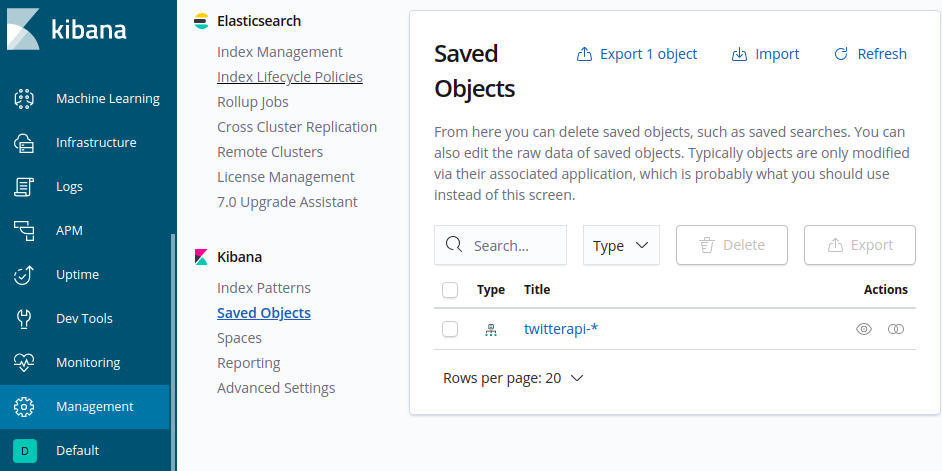 kibana
Machine Learning
Infrastructure
Logs
APM
Uptime
Dev Tools
Monitoring
Management
D
Default
Elasticsearch
Index Management
Index Lifecycle Policies
Rollup Jobs
Cross Cluster Replication
Remote Clusters
License Management
7.0 Upgrade Assistant
Kibana
Index Patterns
Saved Objects
Spaces
Reporting
Advanced Settings
Saved
Objects
Export 1 object
Import
Refresh
From here you can delete saved objects, such as saved searches. You can
also edit the raw data of saved objects. Typically objects are only modified
via their associated application, which is probably what you should use
instead of this screen.
Search...
Type
Delete
Export
Type Title Actions
twitterapi-*
Rows per page: 20